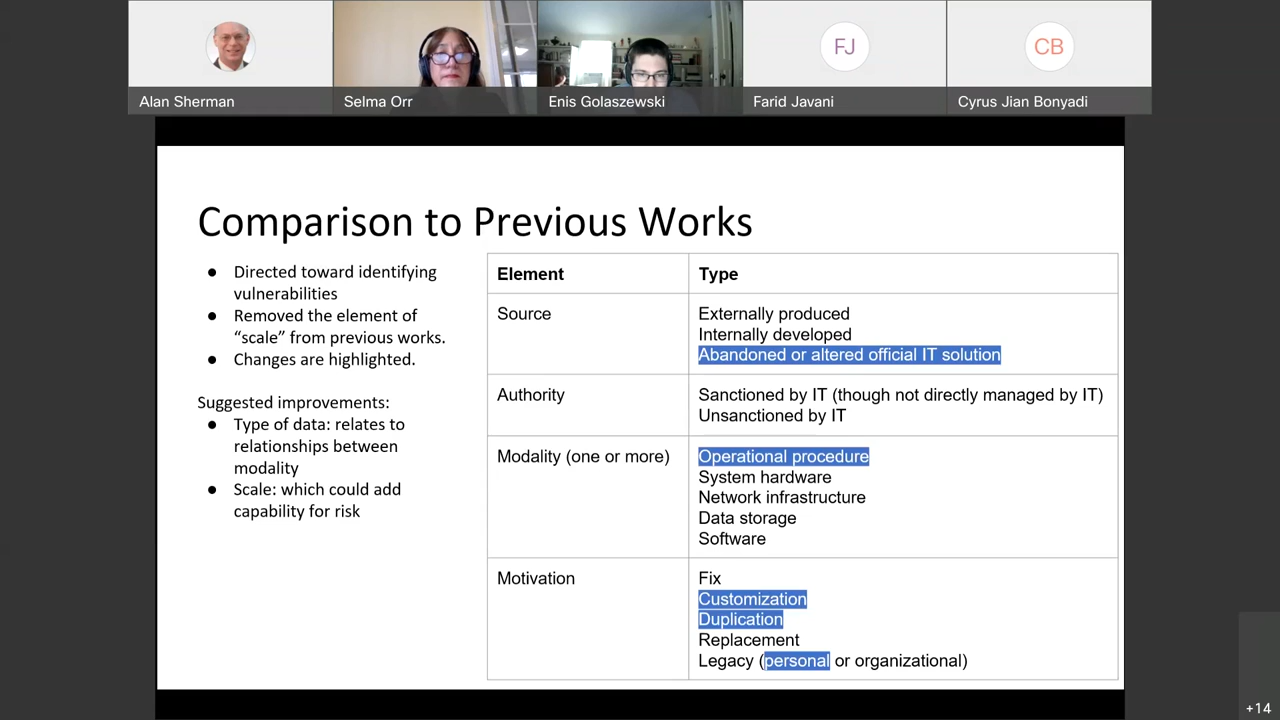 Alan Sherman
Selma Orr
Enis Golaszewski
FJ
Farid Javani
CB
Cyrus Jian Bonyadi
Comparison to Previous Works
● Directed toward identifying
vulnerabilities
● Removed the element of
“scale” from previous works.
● Changes are highlighted.
Suggested improvements:
● Type of data: relates to
relationships between
modality
● Scale: which could add
capability for risk
Element Type
Source
Externally produced
Internally developed
Abandoned or altered official IT solution
Authority
Sanctioned by IT (though not directly managed by IT)
Unsanctioned by IT
Modality (one or more)
Operational procedure
System hardware
Network infrastructure
Data storage
Software
Motivation
Fix
Customization
Duplication
Replacement
Legacy (personal or organizational)
+14